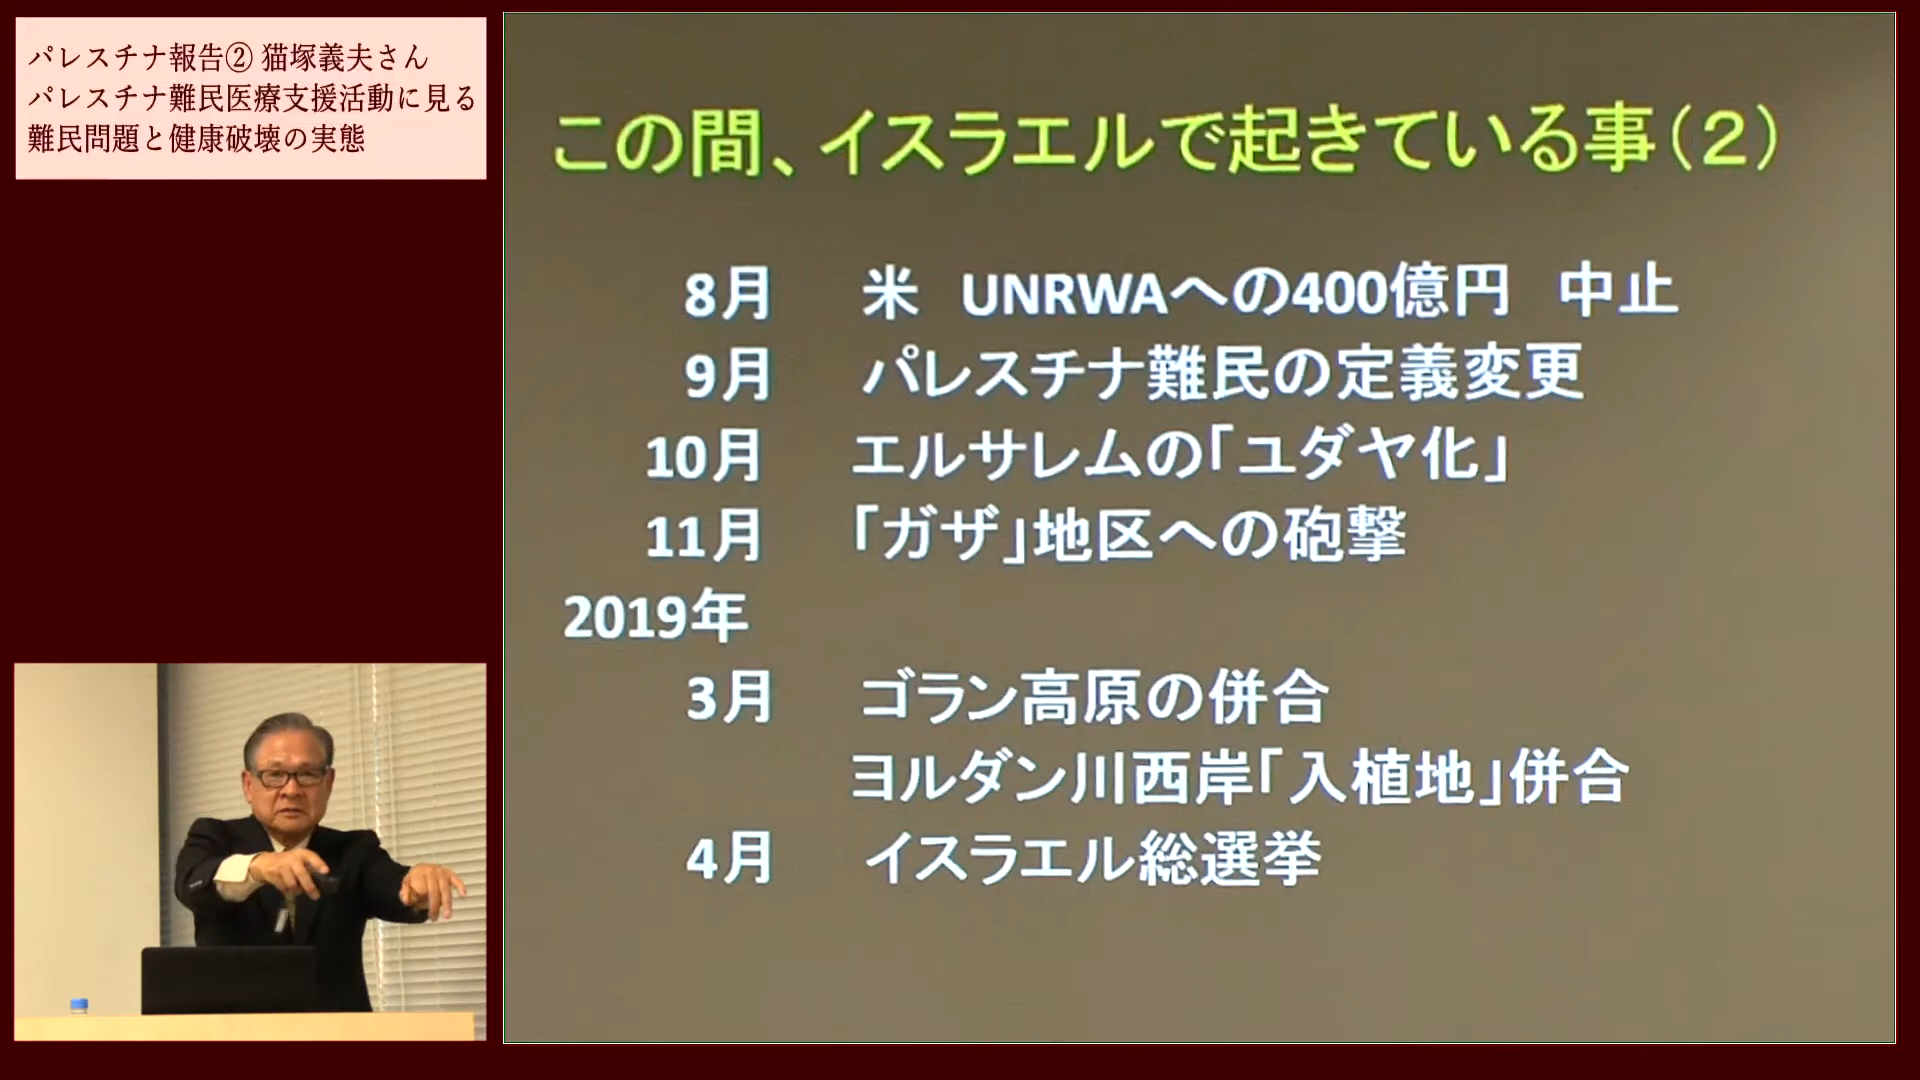 パレスチナ報告② 猫塚義夫さん
パレスチナ難民医療支援活動に見る
難民問題と健康破壊の実態
この間、イスラエルで起きている事(２)
8月 米 UNRWAへの400億円 中止
9月 パレスチナ難民の定義変更
10月 エルサレムの「ユダヤ化」
11月 「ガザ」地区への砲撃
2019年
3月 ゴラン高原の併合
ヨルダン川西岸「入植地」併合
4月 イスラエル総選挙